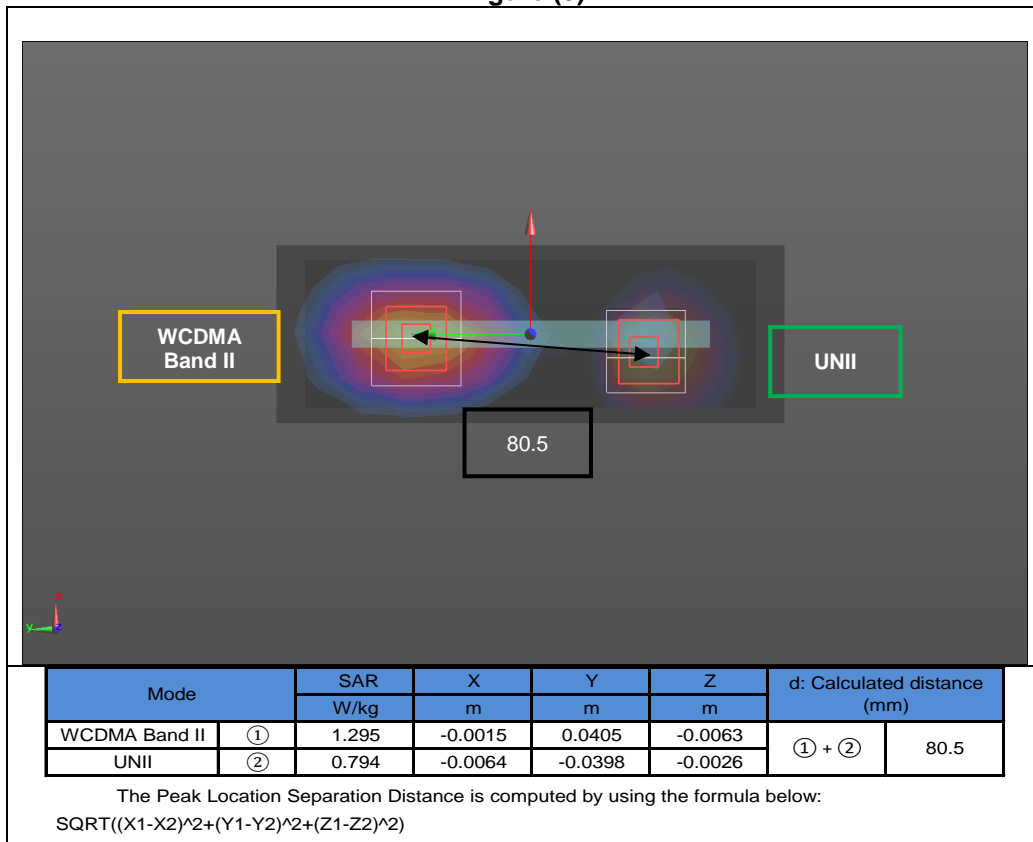 WCDMA
Band II
UNII
80.5
x
y
z
Mode SAR X Y Z d: Calculated distance (mm)
W/kg m m m
WCDMA Band II ① 1.295 -0.0015 0.0405 -0.0063 ① + ② 80.5
UNII ② 0.794 -0.0064 -0.0398 -0.0026
The Peak Location Separation Distance is computed by using the formula below:
SQRT((X1-X2)^2+(Y1-Y2)^2+(Z1-Z2)^2)